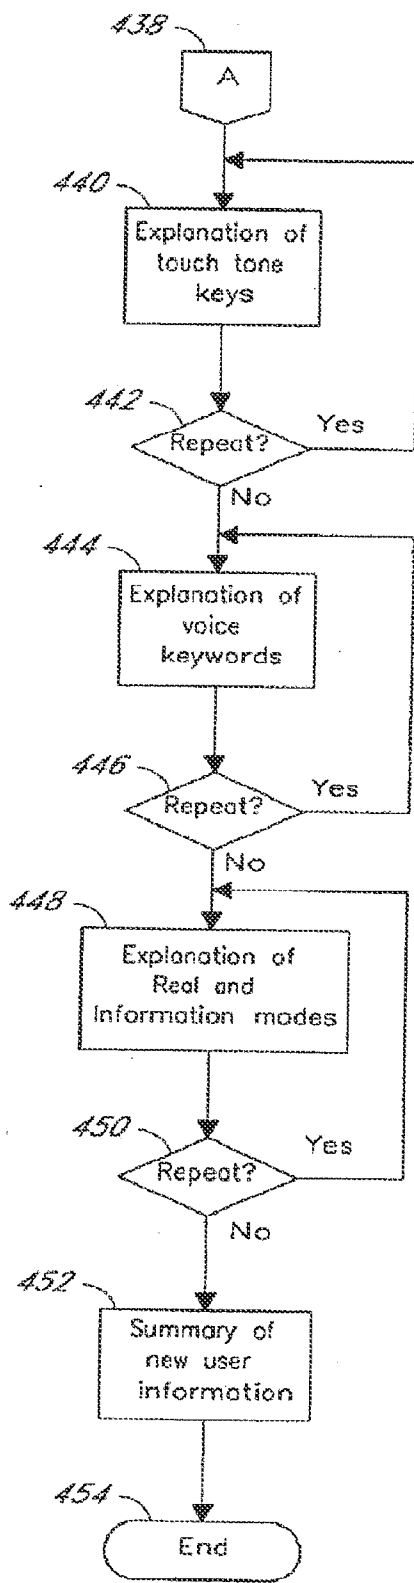 438
A
440
Explanation of
touch tone
keys
442
Repeat?
Yes
No
444
Explanation of
voice
keywords
446
Repeat?
Yes
No
448
Explanation of
Real and
Information modes
450
Repeat?
Yes
No
452
Summary of
new user
information
454
End